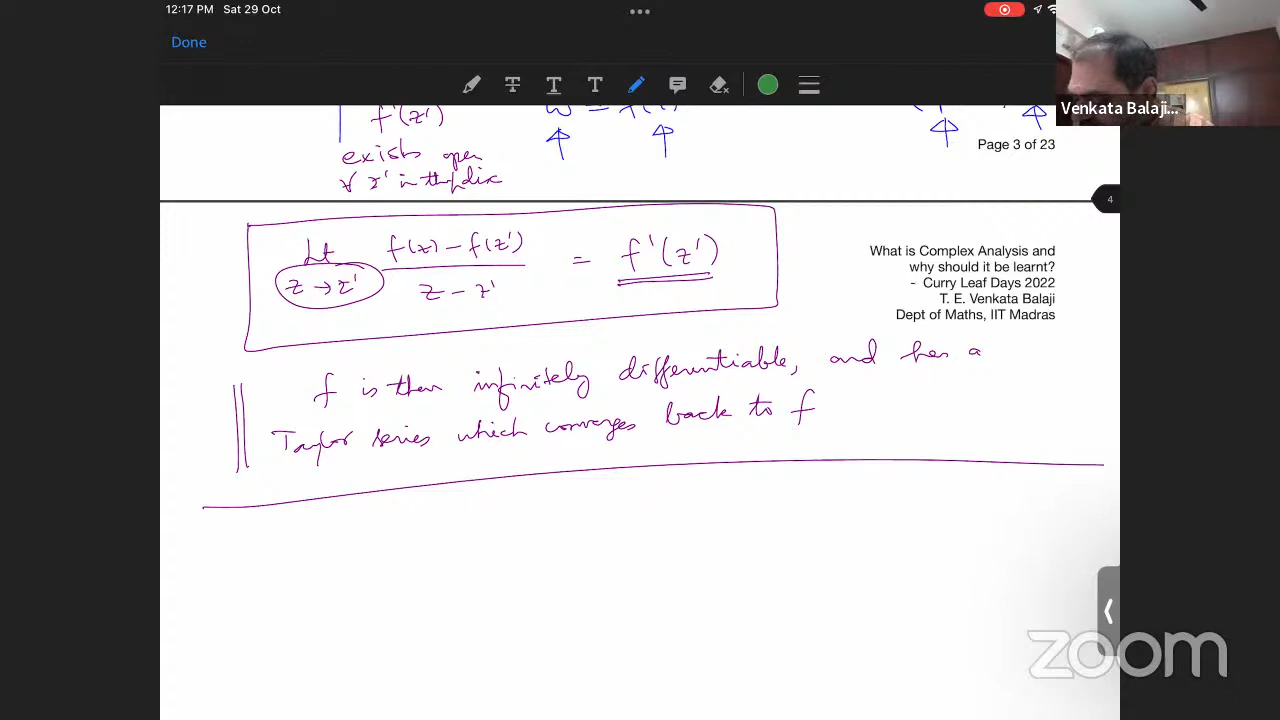 12:17 PM Sat 29 Oct
Done
Venkata Balaji...
f'(z')
exists open
∀ z' in the disc
Page 3 of 23
4
Lt z→z' (f(z) - f(z'))/(z - z') = f'(z')
What is Complex Analysis and
why should it be learnt?
- Curry Leaf Days 2022
T. E. Venkata Balaji
Dept of Maths, IIT Madras
f is then infinitely differentiable, and has a
Taylor series which converges back to f
zoom